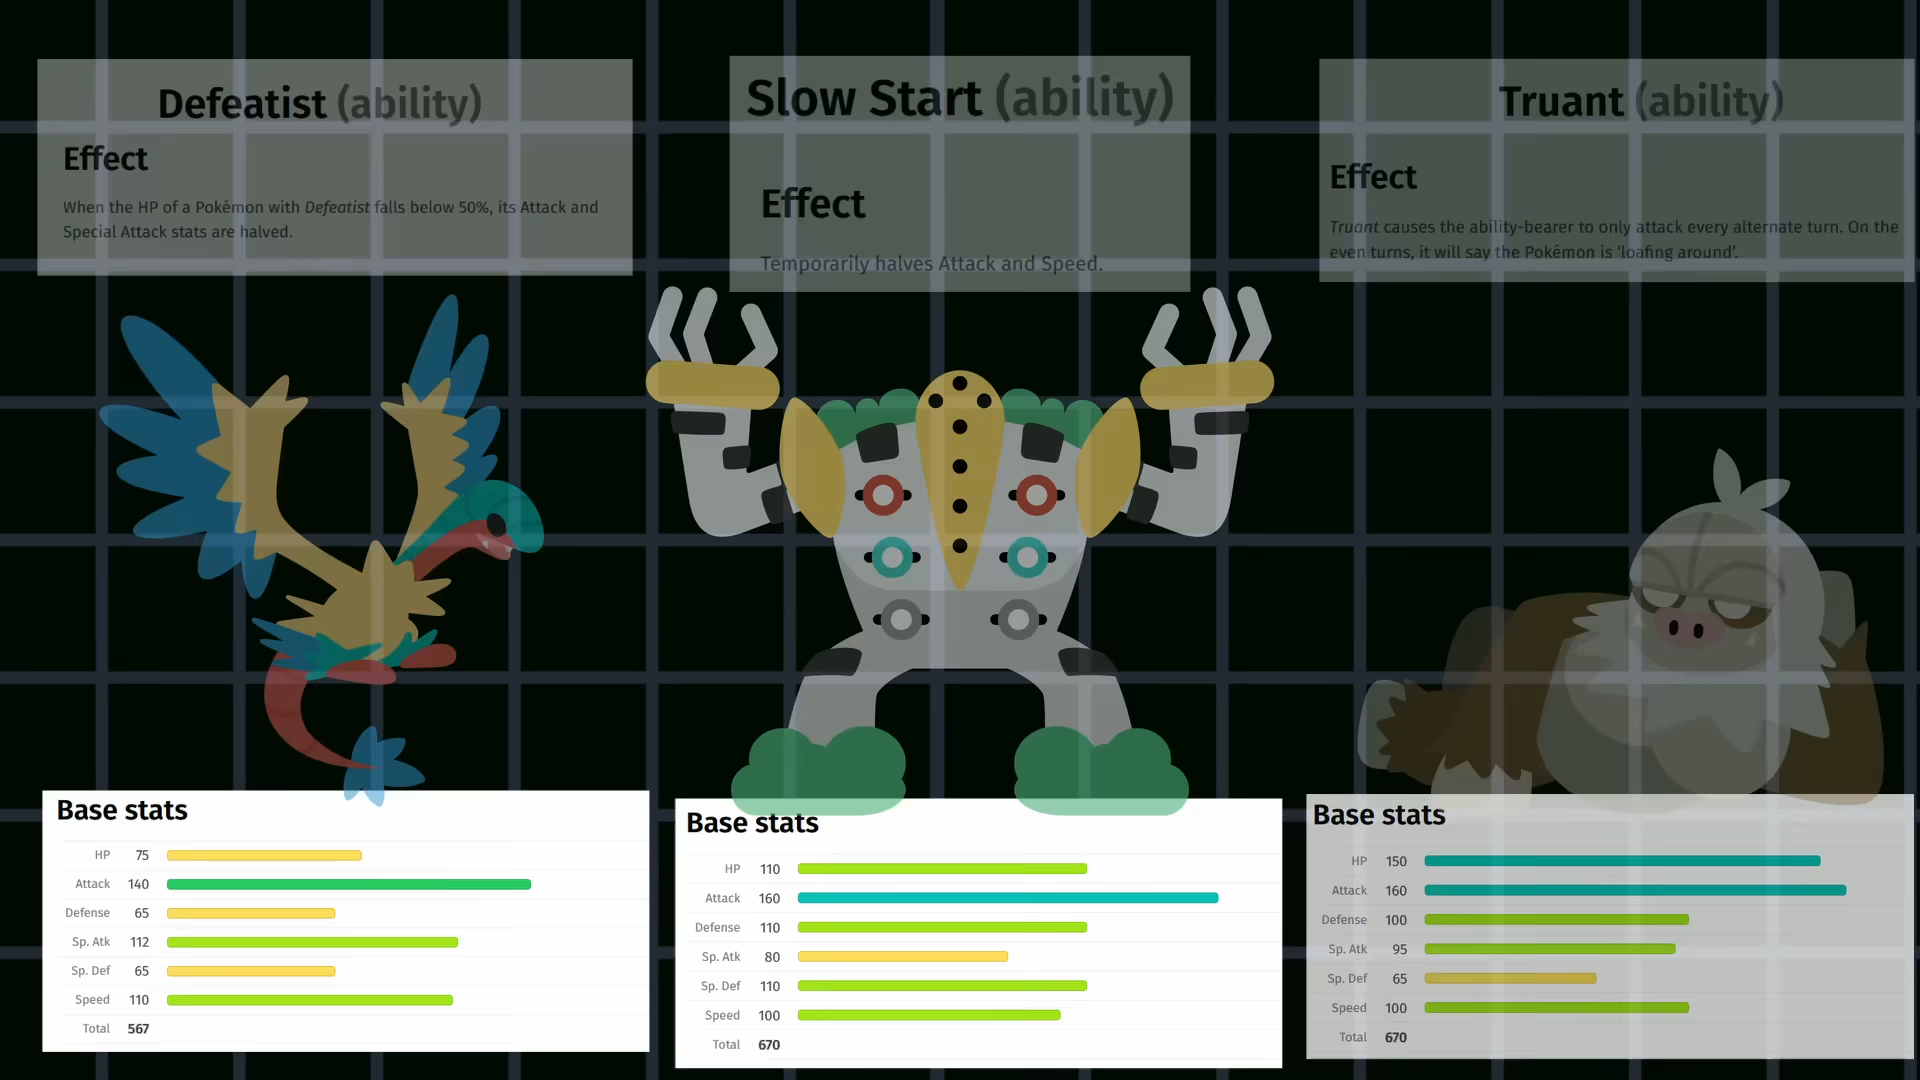 Defeatist (ability)
Effect
When the HP of a Pokémon with Defeatist falls below 50%, its Attack and
Special Attack stats are halved.
Slow Start (ability)
Effect
Temporarily halves Attack and Speed.
Truant (ability)
Effect
Truant causes the ability-bearer to only attack every alternate turn. On the
even turns, it will say the Pokémon is ‘loafing around’.
Base stats
HP 75
Attack 140
Defense 65
Sp. Atk 112
Sp. Def 65
Speed 110
Total 567
Base stats
HP 110
Attack 160
Defense 110
Sp. Atk 80
Sp. Def 110
Speed 100
Total 670
Base stats
HP 150
Attack 160
Defense 100
Sp. Atk 95
Sp. Def 65
Speed 100
Total 670